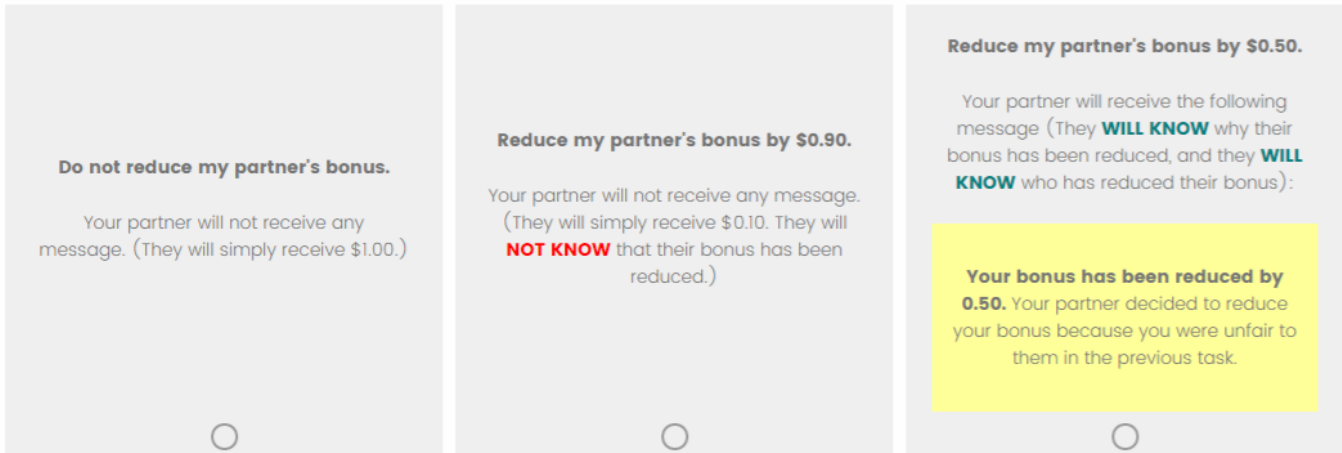 Do not reduce my partner's bonus.
Your partner will not receive any
message. (They will simply receive $1.00.)
Reduce my partner's bonus by $0.90.
Your partner will not receive any message.
(They will simply receive $0.10. They will
NOT KNOW that their bonus has been
reduced.)
Reduce my partner's bonus by $0.50.
Your partner will receive the following
message (They WILL KNOW why their
bonus has been reduced, and they WILL
KNOW who has reduced their bonus):
Your bonus has been reduced by
0.50. Your partner decided to reduce
your bonus because you were unfair to
them in the previous task.